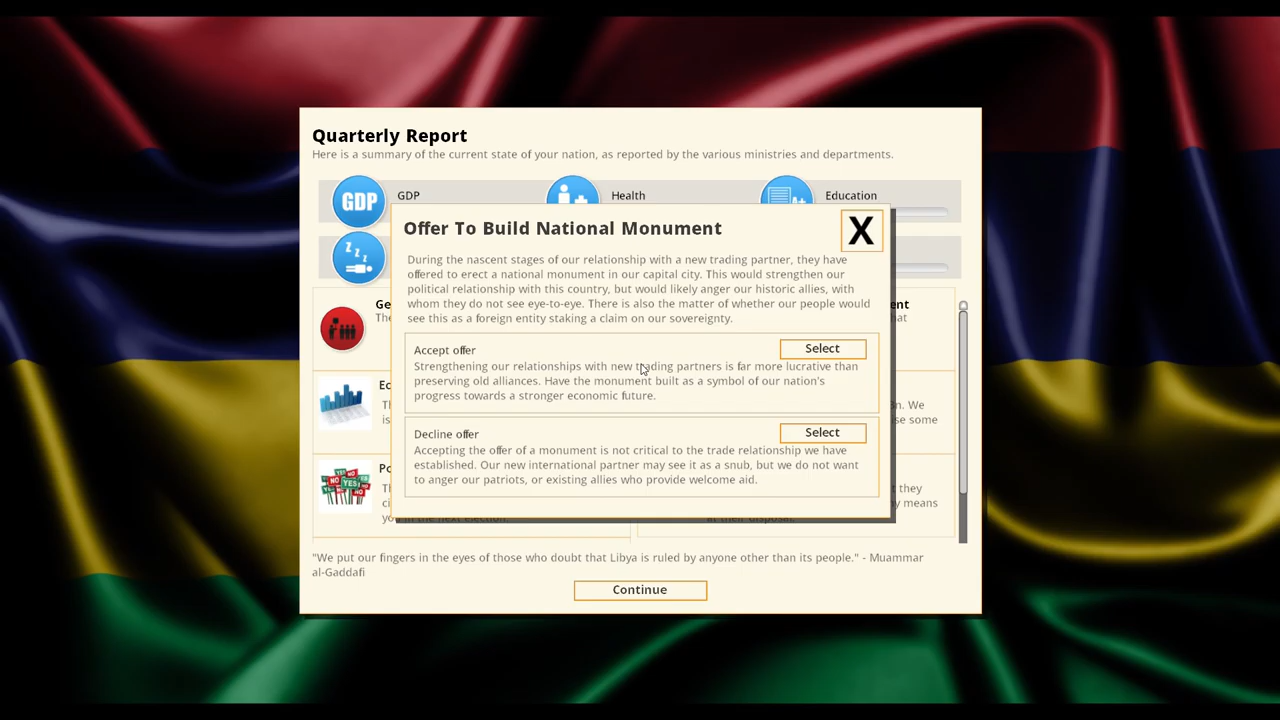 Quarterly Report
Here is a summary of the current state of your nation, as reported by the various ministries and departments.
GDP
GDP
Health
Education
Offer To Build National Monument
X
During the nascent stages of our relationship with a new trading partner, they have
offered to erect a national monument in our capital city. This would strengthen our
political relationship with this country, but would likely anger our historic allies, with
whom they do not see eye-to-eye. There is also the matter of whether our people would
see this as a foreign entity staking a claim on our sovereignty.
Accept offer
Select
Strengthening our relationships with new trading partners is far more lucrative than
preserving old alliances. Have the monument built as a symbol of our nation's
progress towards a stronger economic future.
Decline offer
Select
Accepting the offer of a monument is not critical to the trade relationship we have
established. Our new international partner may see it as a snub, but we do not want
to anger our patriots, or existing allies who provide welcome aid.
"We put our fingers in the eyes of those who doubt that Libya is ruled by anyone other than its people." - Muammar
al-Gaddafi
Continue